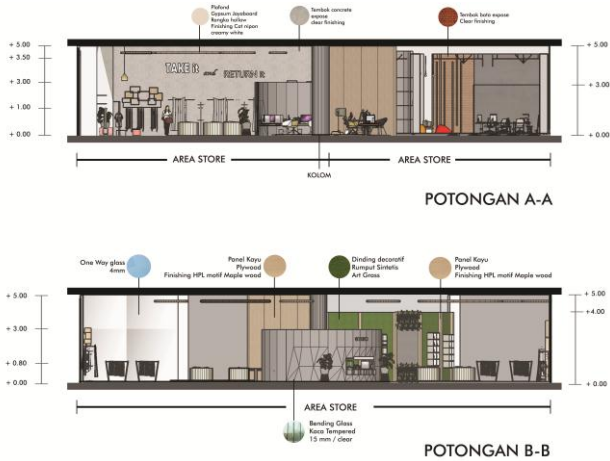 Plafond
Gypsum Jayaboard
Rangka hollow
Finishing Cat nipon
creamy white
Tembok concrete
expose
clear finishing
Tembok bata expose
Clear finishing
+ 5.00
+ 3.50
+ 3.00
+ 1.00
+ 0.00
TAKE it and RETURN it
+ 5.00
+ 3.00
+ 0.00
AREA STORE
AREA STORE
KOLOM
POTONGAN A-A
One Way glass
4mm
Panel Kayu
Plywood
Finishing HPL motif Maple wood
Dinding decoratif
Rumput Sintetis
Art Grass
Panel Kayu
Plywood
Finishing HPL motif Maple wood
+ 5.00
+ 3.00
+ 0.80
+ 0.00
+ 5.00
+4.00
+ 0.00
AREA STORE
Bending Glass
Kaca Tempered
15 mm / clear
POTONGAN B-B